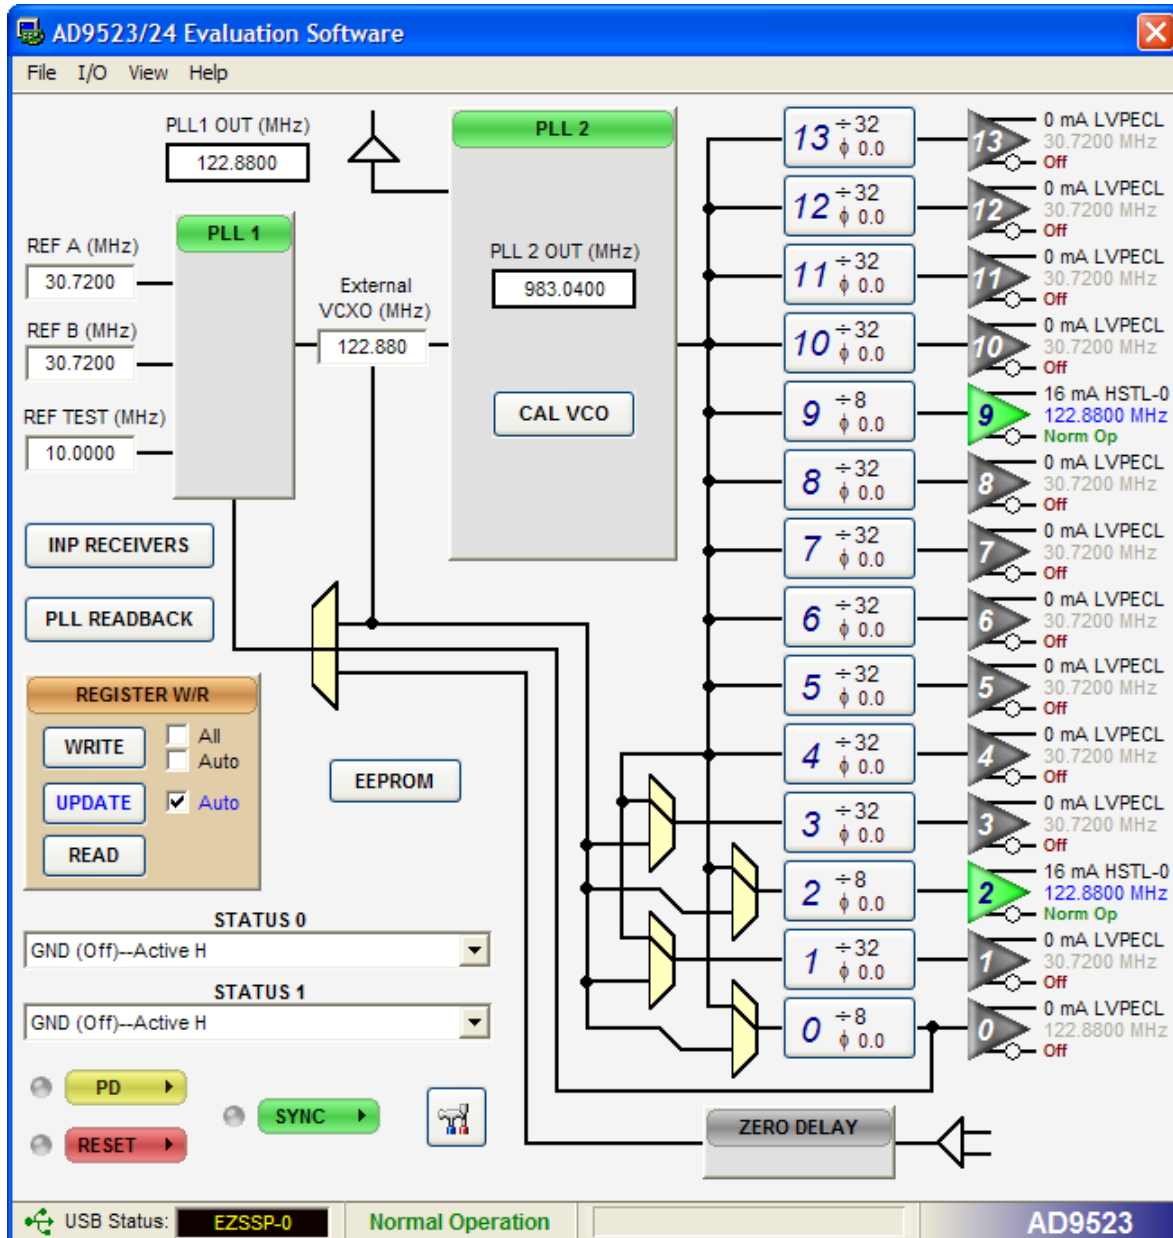 AD9523/24 Evaluation Software
File I/O View Help
PLL1 OUT (MHz)
122.8800
PLL 1
REF A (MHz)
30.7200
REF B (MHz)
30.7200
REF TEST (MHz)
10.0000
External
VCXO (MHz)
122.880
PLL 2
PLL 2 OUT (MHz)
983.0400
CAL VCO
INP RECEIVERS
PLL READBACK
REGISTER W/R
WRITE
All
Auto
UPDATE
Auto
READ
EEPROM
STATUS 0
GND (Off)--Active H
STATUS 1
GND (Off)--Active H
PD
SYNC
RESET
ZERO DELAY
13 ÷32
ϕ 0.0
13
0 mA LVPECL
30.7200 MHz
Off
12 ÷32
ϕ 0.0
12
0 mA LVPECL
30.7200 MHz
Off
11 ÷32
ϕ 0.0
11
0 mA LVPECL
30.7200 MHz
Off
10 ÷32
ϕ 0.0
10
0 mA LVPECL
30.7200 MHz
Off
9 ÷8
ϕ 0.0
9
16 mA HSTL-0
122.8800 MHz
Norm Op
8 ÷32
ϕ 0.0
8
0 mA LVPECL
30.7200 MHz
Off
7 ÷32
ϕ 0.0
7
0 mA LVPECL
30.7200 MHz
Off
6 ÷32
ϕ 0.0
6
0 mA LVPECL
30.7200 MHz
Off
5 ÷32
ϕ 0.0
5
0 mA LVPECL
30.7200 MHz
Off
4 ÷32
ϕ 0.0
4
0 mA LVPECL
30.7200 MHz
Off
3 ÷32
ϕ 0.0
3
0 mA LVPECL
30.7200 MHz
Off
2 ÷8
ϕ 0.0
2
16 mA HSTL-0
122.8800 MHz
Norm Op
1 ÷32
ϕ 0.0
1
0 mA LVPECL
30.7200 MHz
Off
0 ÷8
ϕ 0.0
0
0 mA LVPECL
122.8800 MHz
Off
USB Status: EZSSP-0
Normal Operation
AD9523